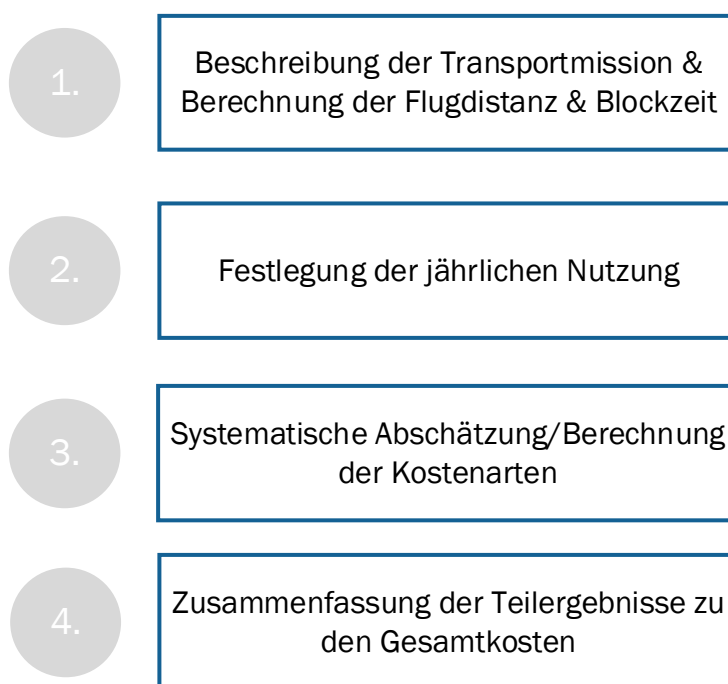 1.
Beschreibung der Transportmission &
Berechnung der Flugdistanz & Blockzeit
2.
Festlegung der jährlichen Nutzung
3.
Systematische Abschätzung/Berechnung
der Kostenarten
4.
Zusammenfassung der Teilergebnisse zu
den Gesamtkosten